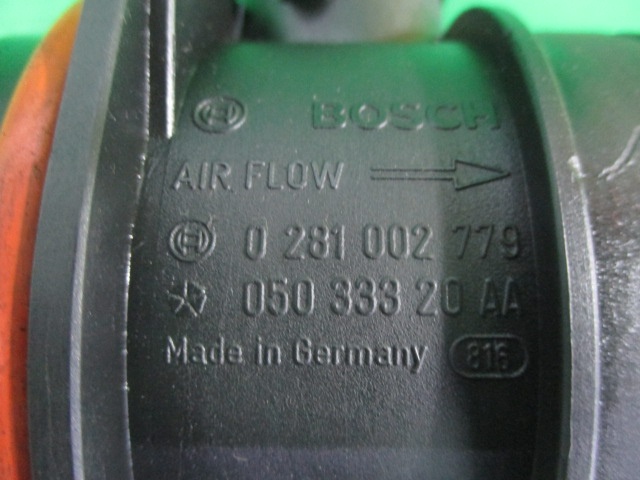 BOSCH
AIR FLOW
0 281 002 779
050 333 20 AA
Made in Germany 816